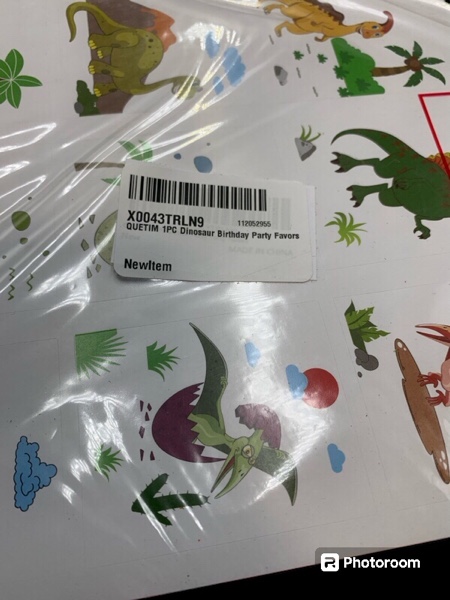 X0043TRLN9 112052955
QUETIM 1PC Dinosaur Birthday Party Favors
NewItem
Photoroom